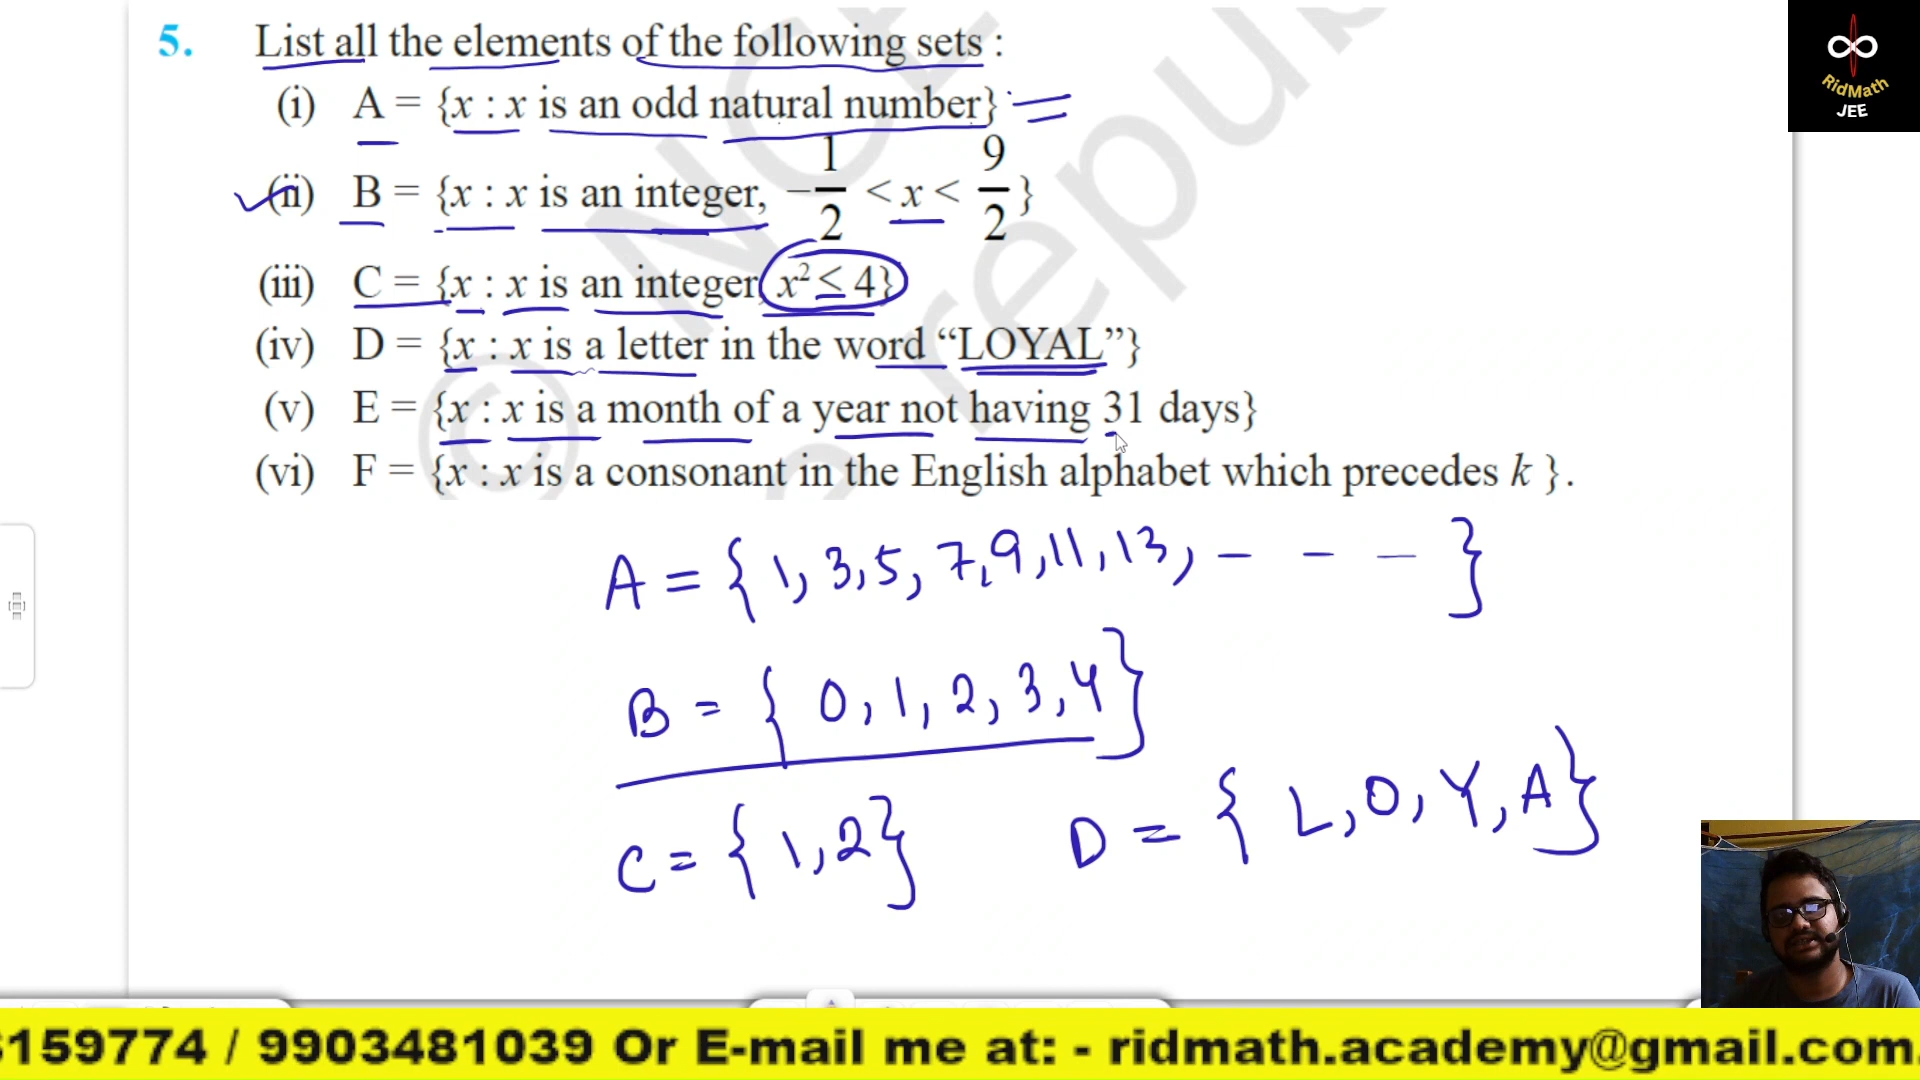 5. List all the elements of the following sets :
(i) A = {x : x is an odd natural number}
(ii) B = {x : x is an integer, -1/2 < x < 9/2}
(iii) C = {x : x is an integer, x² ≤ 4}
(iv) D = {x : x is a letter in the word “LOYAL”}
(v) E = {x : x is a month of a year not having 31 days}
(vi) F = {x : x is a consonant in the English alphabet which precedes k }.
A = { 1, 3, 5, 7, 9, 11, 13, - - - }
B = { 0, 1, 2, 3, 4 }
C = { 1, 2 }
D = { L, O, Y, A }
RidMath
JEE
159774 / 9903481039 Or E-mail me at: - ridmath.academy@gmail.com.